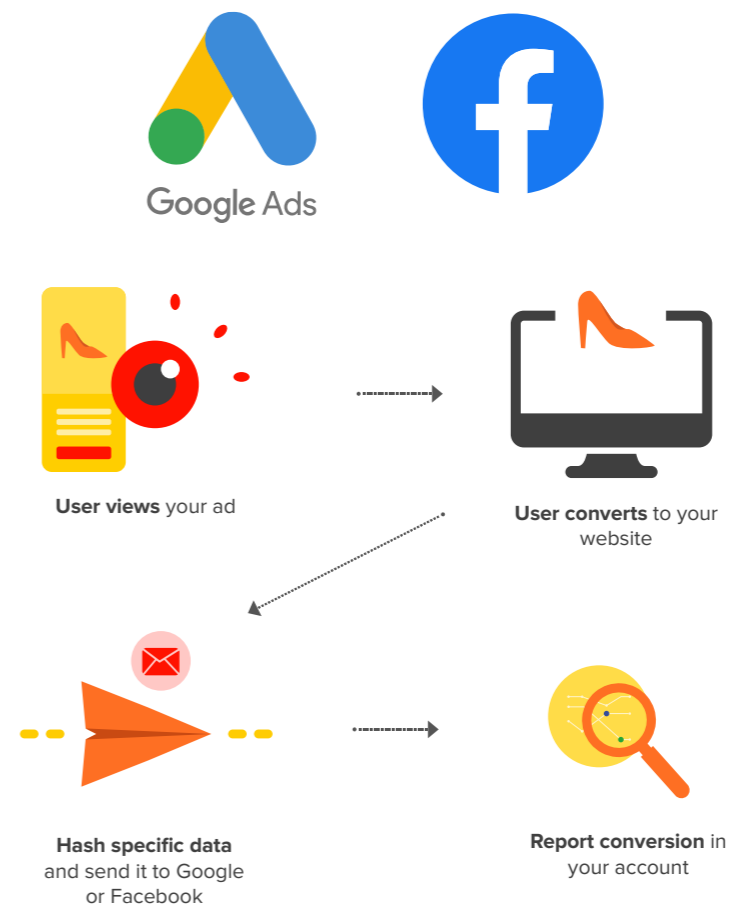 Google Ads
User views your ad
User converts to your
website
Hash specific data
and send it to Google
or Facebook
Report conversion in
your account